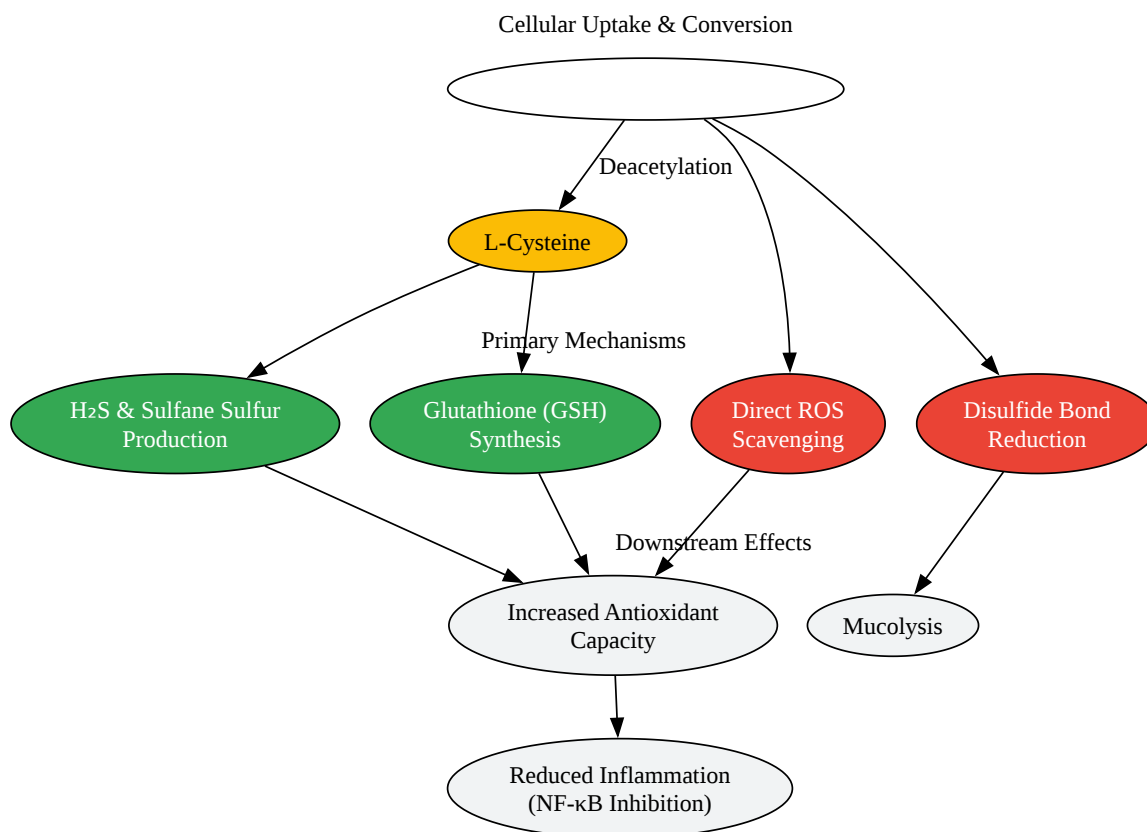 Cellular Uptake & Conversion
Deacetylation
L-Cysteine
Primary Mechanisms
H₂S & Sulfane Sulfur
Production
Glutathione (GSH)
Synthesis
Direct ROS
Scavenging
Disulfide Bond
Reduction
Downstream Effects
Increased Antioxidant
Capacity
Mucolysis
Reduced Inflammation
(NF-κB Inhibition)